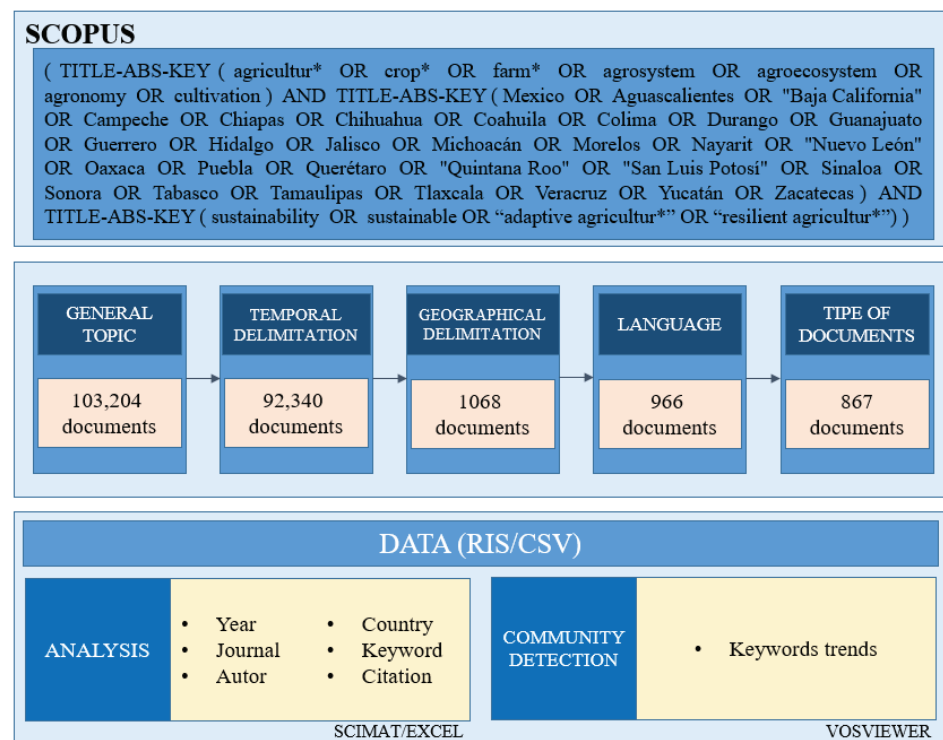 SCOPUS
( TITLE-ABS-KEY ( agricultur* OR crop* OR farm* OR agrosystem OR agroecosystem OR
agronomy OR cultivation ) AND TITLE-ABS-KEY ( Mexico OR Aguascalientes OR "Baja California"
OR Campeche OR Chiapas OR Chihuahua OR Coahuila OR Colima OR Durango OR Guanajuato
OR Guerrero OR Hidalgo OR Jalisco OR Michoacán OR Morelos OR Nayarit OR "Nuevo León"
OR Oaxaca OR Puebla OR Querétaro OR "Quintana Roo" OR "San Luis Potosí" OR Sinaloa OR
Sonora OR Tabasco OR Tamaulipas OR Tlaxcala OR Veracruz OR Yucatán OR Zacatecas ) AND
TITLE-ABS-KEY ( sustainability OR sustainable OR “adaptive agricultur*” OR “resilient agricultur*”) )
GENERAL
TOPIC
103,204
documents
TEMPORAL
DELIMITATION
92,340
documents
GEOGRAPHICAL
DELIMITATION
1068
documents
LANGUAGE
966
documents
TIPE OF
DOCUMENTS
867
documents
DATA (RIS/CSV)
ANALYSIS
• Year
• Journal
• Autor
• Country
• Keyword
• Citation
SCIMAT/EXCEL
COMMUNITY
DETECTION
• Keywords trends
VOSVIEWER